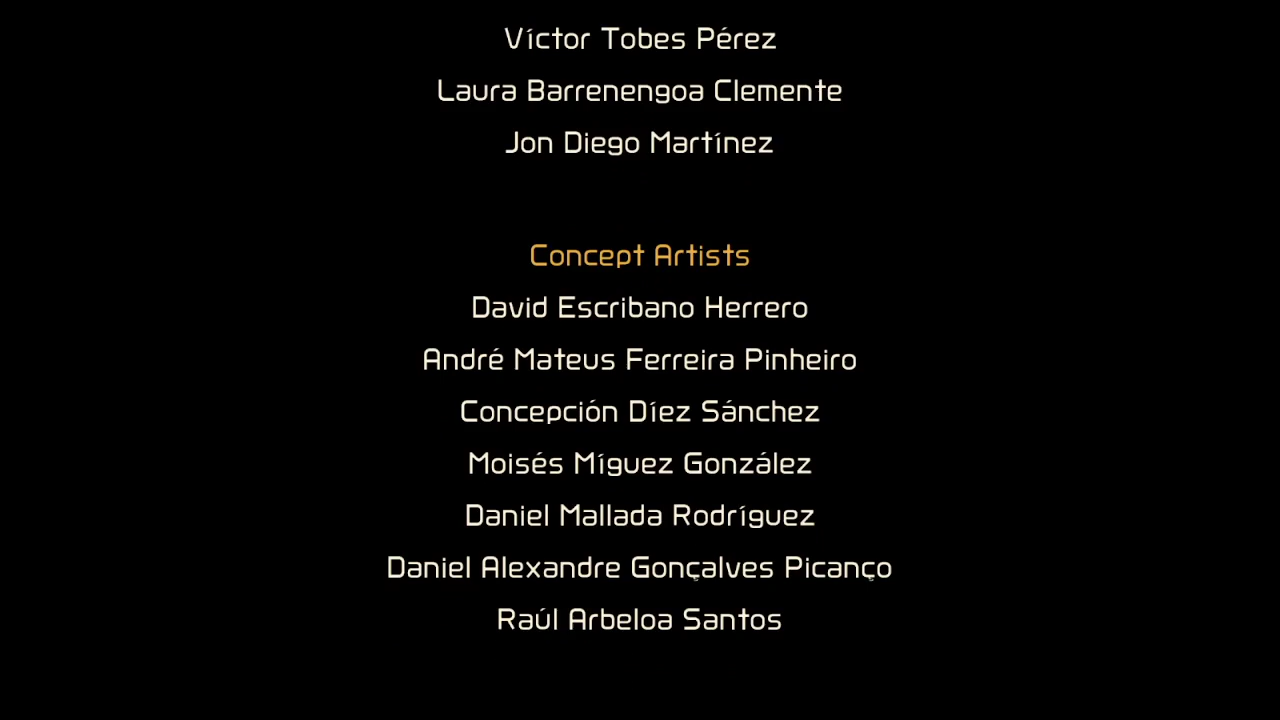 Víctor Tobes Pérez
Laura Barrenengoa Clemente
Jon Diego Martínez
Concept Artists
David Escribano Herrero
André Mateus Ferreira Pinheiro
Concepción Díez Sánchez
Moisés Míguez González
Daniel Mallada Rodríguez
Daniel Alexandre Gonçalves Picanço
Raúl Arbeloa Santos